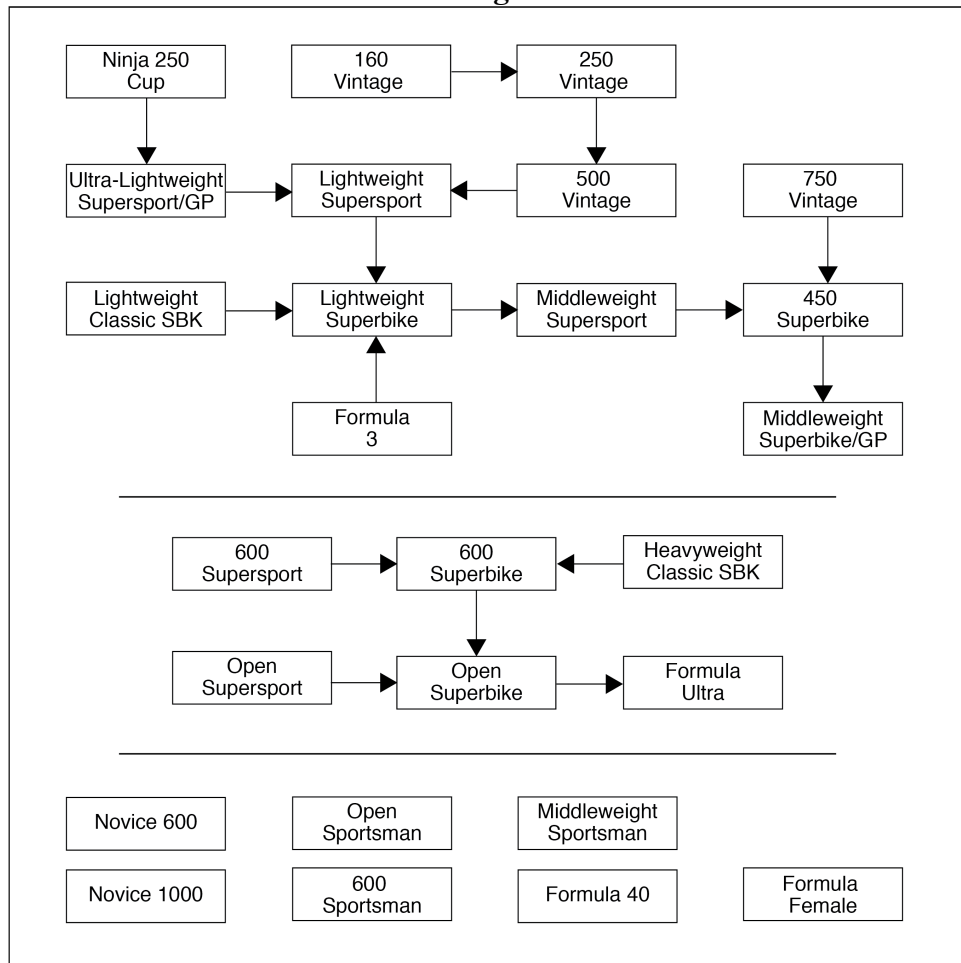 Ninja 250
Cup
160
Vintage
250
Vintage
Ultra-Lightweight
Supersport/GP
Lightweight
Supersport
500
Vintage
750
Vintage
Lightweight
Classic SBK
Lightweight
Superbike
Middleweight
Supersport
450
Superbike
Formula
3
Middleweight
Superbike/GP
600
Supersport
600
Superbike
Heavyweight
Classic SBK
Open
Supersport
Open
Superbike
Formula
Ultra
Novice 600
Open
Sportsman
Middleweight
Sportsman
Novice 1000
600
Sportsman
Formula 40
Formula
Female